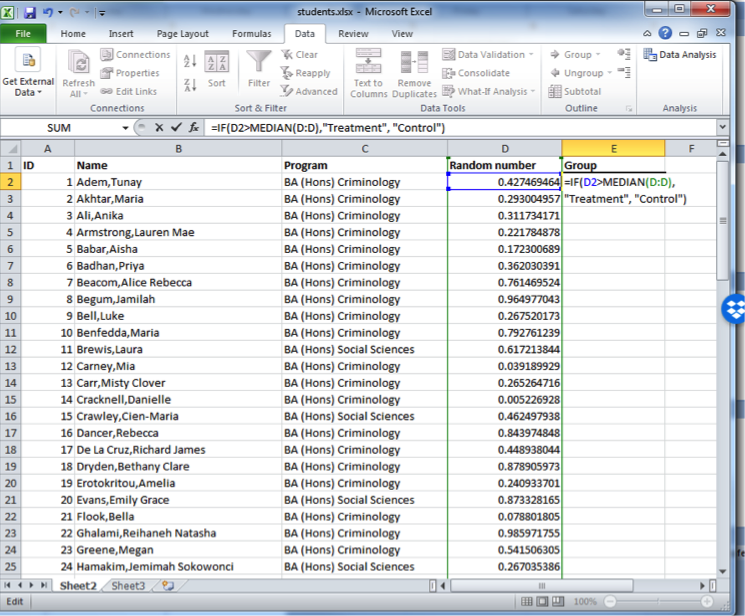 students.xlsx - Microsoft Excel
File Home Insert Page Layout Formulas Data Review View
Get External Data
Refresh All
Connections
Properties
Edit Links
Connections
Sort
Filter
Clear
Reapply
Advanced
Sort & Filter
Text to Columns
Remove Duplicates
Data Validation
Consolidate
What-If Analysis
Data Tools
Group
Ungroup
Subtotal
Outline
Data Analysis
Analysis
SUM fx =IF(D2>MEDIAN(D:D),"Treatment", "Control")
A B C D E F
1 ID Name Program Random number Group
2 1 Adem,Tunay BA (Hons) Criminology 0.427469464 =IF(D2>MEDIAN(D:D),
3 2 Akhtar,Maria BA (Hons) Criminology 0.293004957 "Treatment", "Control")
4 3 Ali,Anika BA (Hons) Criminology 0.311734171
5 4 Armstrong,Lauren Mae BA (Hons) Criminology 0.221784878
6 5 Babar,Aisha BA (Hons) Criminology 0.172300689
7 6 Badhan,Priya BA (Hons) Criminology 0.362030391
8 7 Beacom,Alice Rebecca BA (Hons) Criminology 0.761469524
9 8 Begum,Jamilah BA (Hons) Criminology 0.964977043
10 9 Bell,Luke BA (Hons) Criminology 0.267520173
11 10 Benfedda,Maria BA (Hons) Criminology 0.792761239
12 11 Brewis,Laura BA (Hons) Social Sciences 0.617213844
13 12 Carney,Mia BA (Hons) Criminology 0.039189929
14 13 Carr,Misty Clover BA (Hons) Criminology 0.265264716
15 14 Cracknell,Danielle BA (Hons) Criminology 0.005226928
16 15 Crawley,Cien-Maria BA (Hons) Social Sciences 0.462497938
17 16 Dancer,Rebecca BA (Hons) Criminology 0.843974848
18 17 De La Cruz,Richard James BA (Hons) Criminology 0.448938044
19 18 Dryden,Bethany Clare BA (Hons) Criminology 0.878905973
20 19 Erotokritou,Amelia BA (Hons) Criminology 0.240933701
21 20 Evans,Emily Grace BA (Hons) Social Sciences 0.873328165
22 21 Flook,Bella BA (Hons) Criminology 0.078801805
23 22 Ghalami,Reihaneh Natasha BA (Hons) Criminology 0.985971755
24 23 Greene,Megan BA (Hons) Criminology 0.541506305
25 24 Hamakim,Jemimah Sokowonci BA (Hons) Social Sciences 0.267035386
Sheet2 Sheet3
Edit 100%